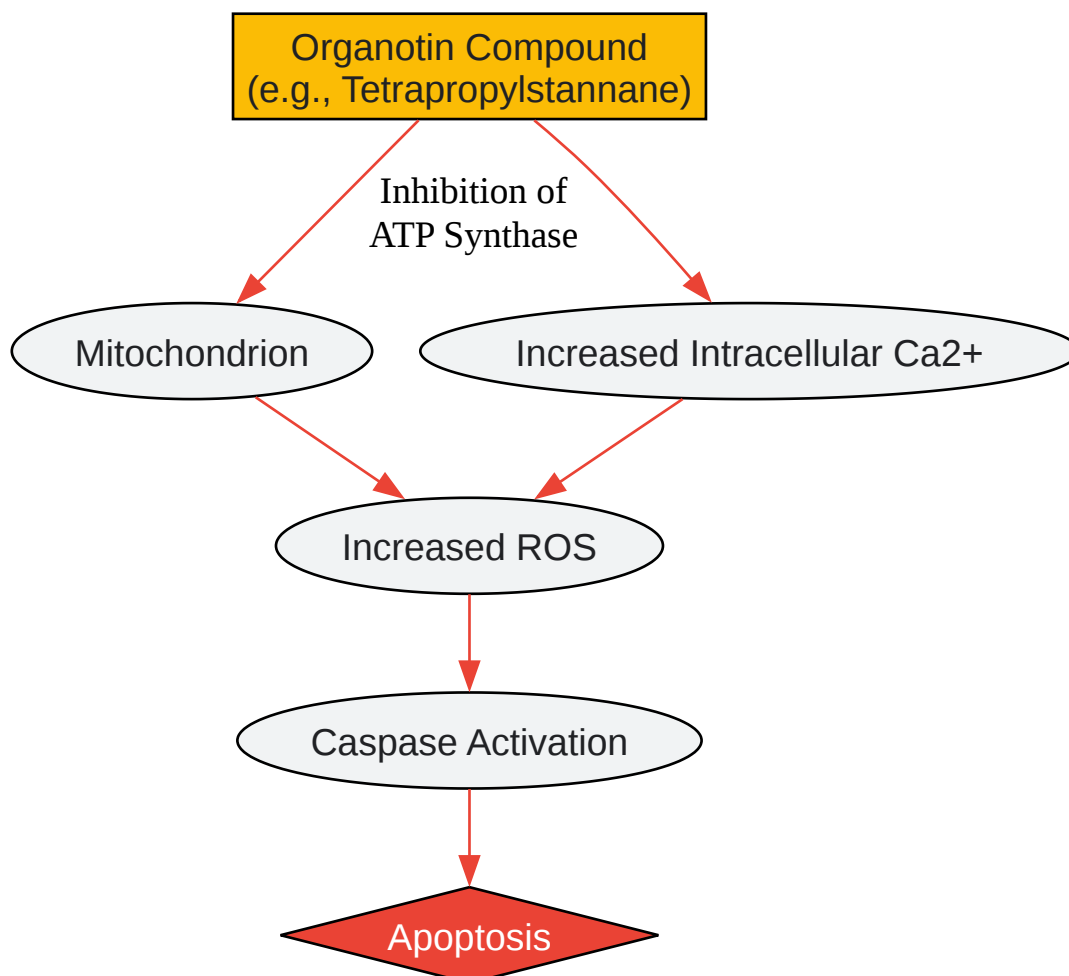 Organotin Compound
(e.g., Tetrapropylstannane)
Inhibition of
ATP Synthase
Mitochondrion
Increased Intracellular Ca2+
Increased ROS
Caspase Activation
Apoptosis